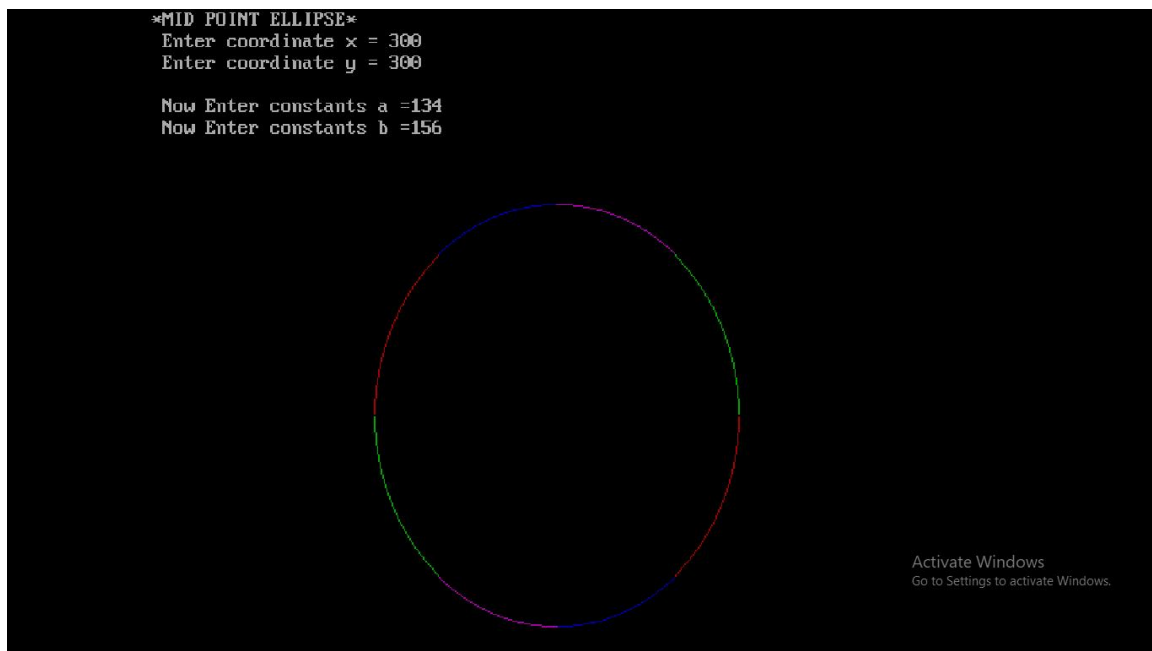 *MID POINT ELLIPSE*
Enter coordinate x = 300
Enter coordinate y = 300
Now Enter constants a =134
Now Enter constants b =156
Activate Windows
Go to Settings to activate Windows.